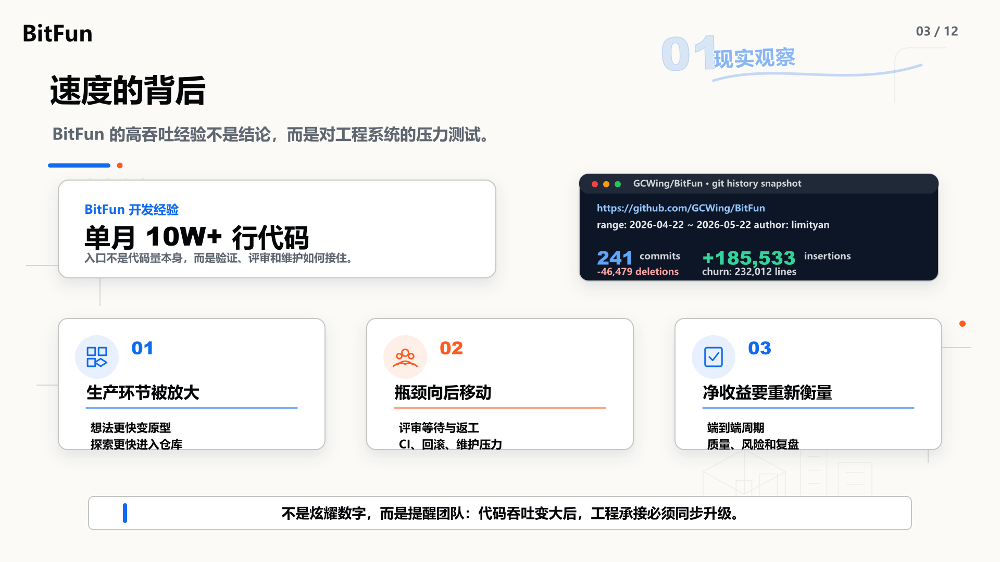 BitFun
03 / 12
01
现实观察
速度的背后
BitFun 的高吞吐经验不是结论，而是对工程系统的压力测试。
BitFun 开发经验
单月 10W+ 行代码
入口不是代码量本身，而是验证、评审和维护如何接住。
GCWing/BitFun • git history snapshot
https://github.com/GCWing/BitFun
range: 2026-04-22 ~ 2026-05-22 author: limityan
241 commits +185,533 insertions
-46,479 deletions churn: 232,012 lines
01
生产环节被放大
想法更快变原型
探索更快进入仓库
02
瓶颈向后移动
评审等待与返工
CI、回滚、维护压力
03
净收益要重新衡量
端到端周期
质量、风险和复盘
不是炫耀数字，而是提醒团队：代码吞吐变大后，工程承接必须同步升级。